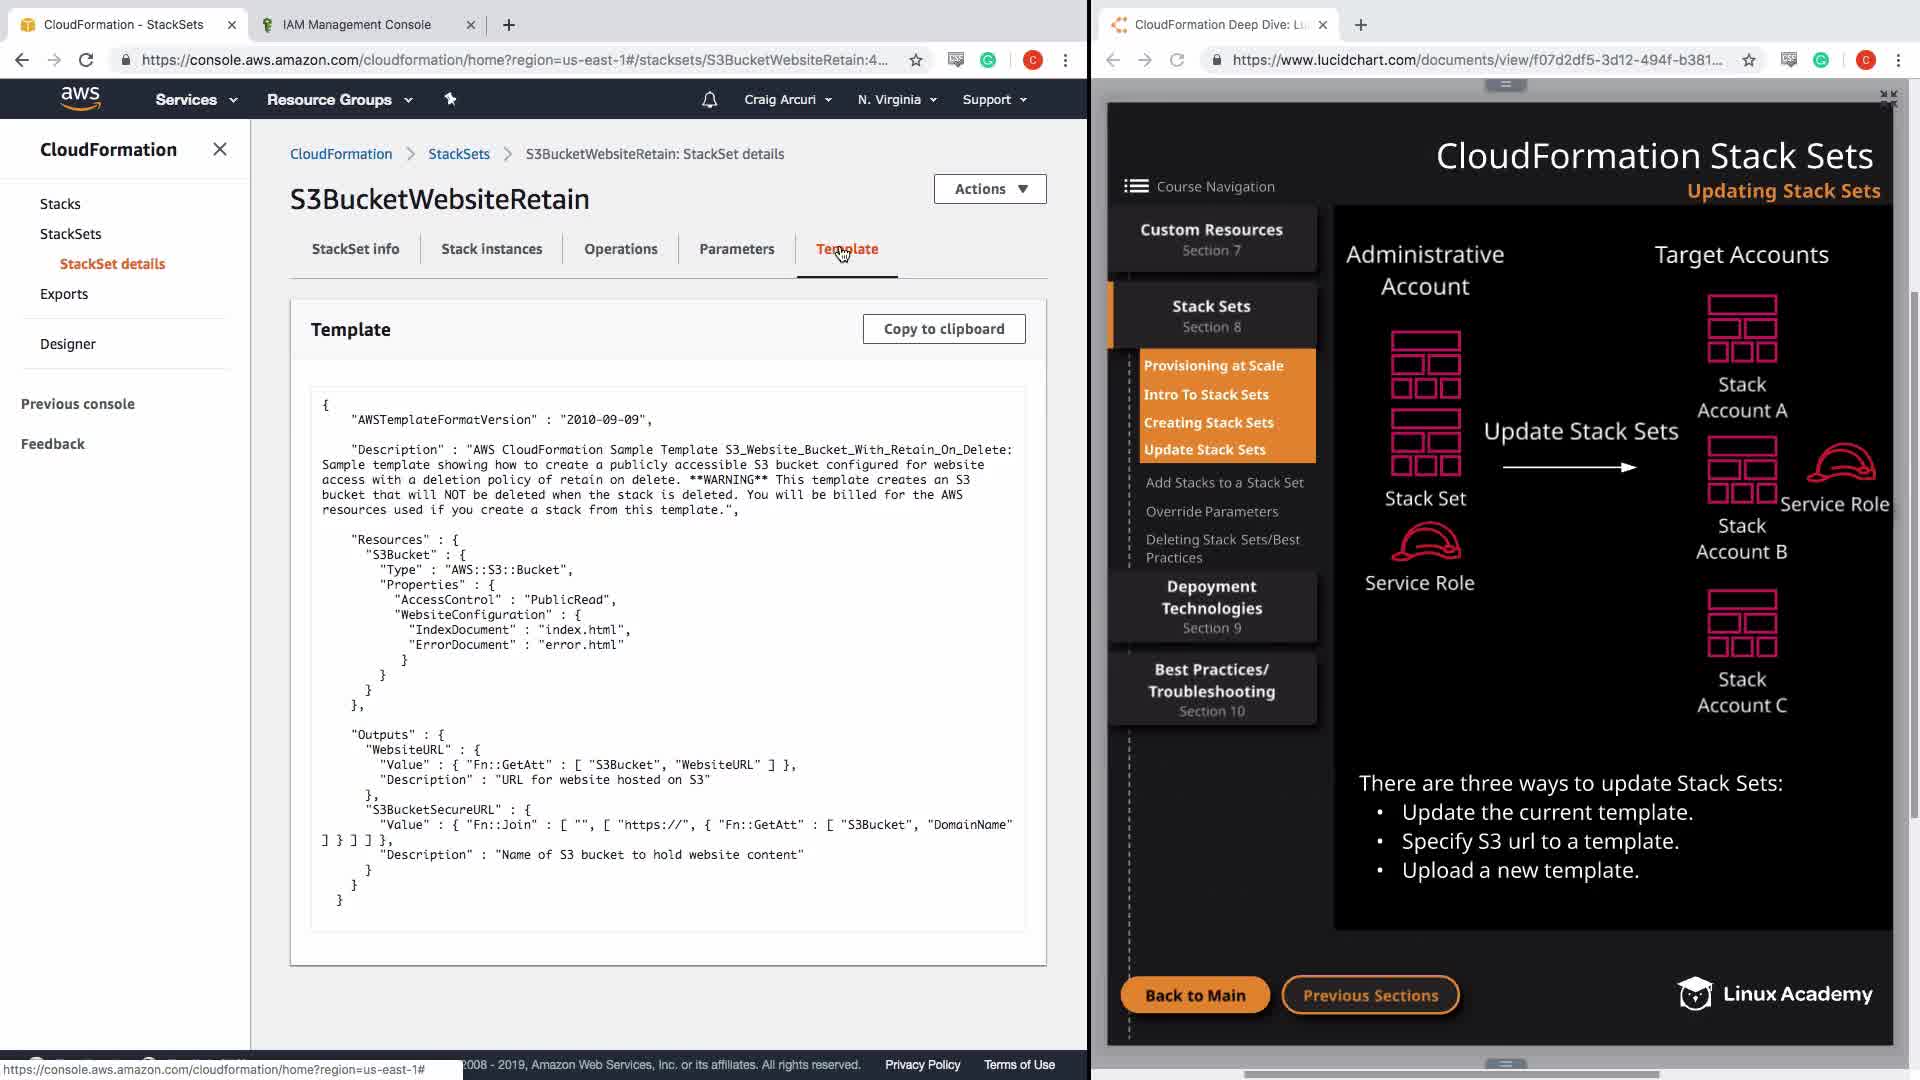 CloudFormation - StackSets
IAM Management Console
https://console.aws.amazon.com/cloudformation/home?region=us-east-1#/stacksets/S3BucketWebsiteRetain:4...
aws
Services
Resource Groups
Craig Arcuri
N. Virginia
Support
CloudFormation
Stacks
StackSets
StackSet details
Exports
Designer
Previous console
Feedback
CloudFormation
StackSets
S3BucketWebsiteRetain: StackSet details
S3BucketWebsiteRetain
Actions
StackSet info
Stack instances
Operations
Parameters
Template
Template
Copy to clipboard
{
"AWSTemplateFormatVersion" : "2010-09-09",
"Description" : "AWS CloudFormation Sample Template S3_Website_Bucket_With_Retain_On_Delete:
Sample template showing how to create a publicly accessible S3 bucket configured for website
access with a deletion policy of retain on delete. **WARNING** This template creates an S3
bucket that will NOT be deleted when the stack is deleted. You will be billed for the AWS
resources used if you create a stack from this template.",
"Resources" : {
"S3Bucket" : {
"Type" : "AWS::S3::Bucket",
"Properties" : {
"AccessControl" : "PublicRead",
"WebsiteConfiguration" : {
"IndexDocument" : "index.html",
"ErrorDocument" : "error.html"
}
}
}
},
"Outputs" : {
"WebsiteURL" : {
"Value" : { "Fn::GetAtt" : [ "S3Bucket", "WebsiteURL" ] },
"Description" : "URL for website hosted on S3"
},
"S3BucketSecureURL" : {
"Value" : { "Fn::Join" : [ "", [ "https://", { "Fn::GetAtt" : [ "S3Bucket", "DomainName"
] } ] ] },
"Description" : "Name of S3 bucket to hold website content"
}
}
}
https://console.aws.amazon.com/cloudformation/home?region=us-east-1#
2008 - 2019, Amazon Web Services, Inc. or its affiliates. All rights reserved.
Privacy Policy
Terms of Use
CloudFormation Deep Dive: Lu
https://www.lucidchart.com/documents/view/f07d2df5-3d12-494f-b381...
C
C
CloudFormation Stack Sets
Updating Stack Sets
Course Navigation
Custom Resources
Section 7
Stack Sets
Section 8
Provisioning at Scale
Intro To Stack Sets
Creating Stack Sets
Update Stack Sets
Add Stacks to a Stack Set
Override Parameters
Deleting Stack Sets/Best
Practices
Depoyment
Technologies
Section 9
Best Practices/
Troubleshooting
Section 10
Administrative
Account
Target Accounts
Stack Set
Service Role
Update Stack Sets
Stack
Account A
Stack
Account B
Service Role
Stack
Account C
There are three ways to update Stack Sets:
• Update the current template.
• Specify S3 url to a template.
• Upload a new template.
Back to Main
Previous Sections
Linux Academy